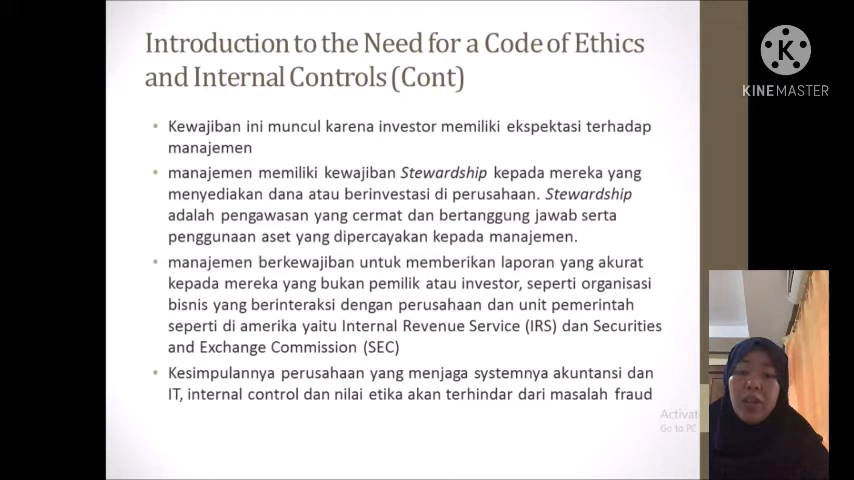 Introduction to the Need for a Code of Ethics
and Internal Controls (Cont)
• Kewajiban ini muncul karena investor memiliki ekspektasi terhadap
manajemen
• manajemen memiliki kewajiban Stewardship kepada mereka yang
menyediakan dana atau berinvestasi di perusahaan. Stewardship
adalah pengawasan yang cermat dan bertanggung jawab serta
penggunaan aset yang dipercayakan kepada manajemen.
• manajemen berkewajiban untuk memberikan laporan yang akurat
kepada mereka yang bukan pemilik atau investor, seperti organisasi
bisnis yang berinteraksi dengan perusahaan dan unit pemerintah
seperti di amerika yaitu Internal Revenue Service (IRS) dan Securities
and Exchange Commission (SEC)
• Kesimpulannya perusahaan yang menjaga systemnya akuntansi dan
IT, internal control dan nilai etika akan terhindar dari masalah fraud
Activat
Go to PC
K
KINEMASTER